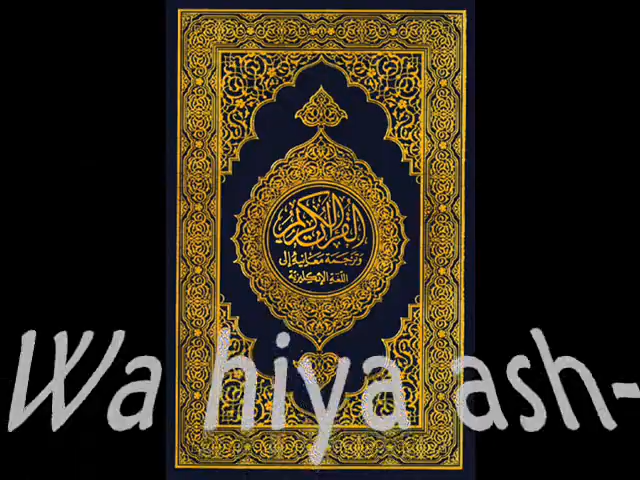 القرآن الكريم
وترجمة معانيه إلى
اللغة الإنكليزية
Wa hiya ash-